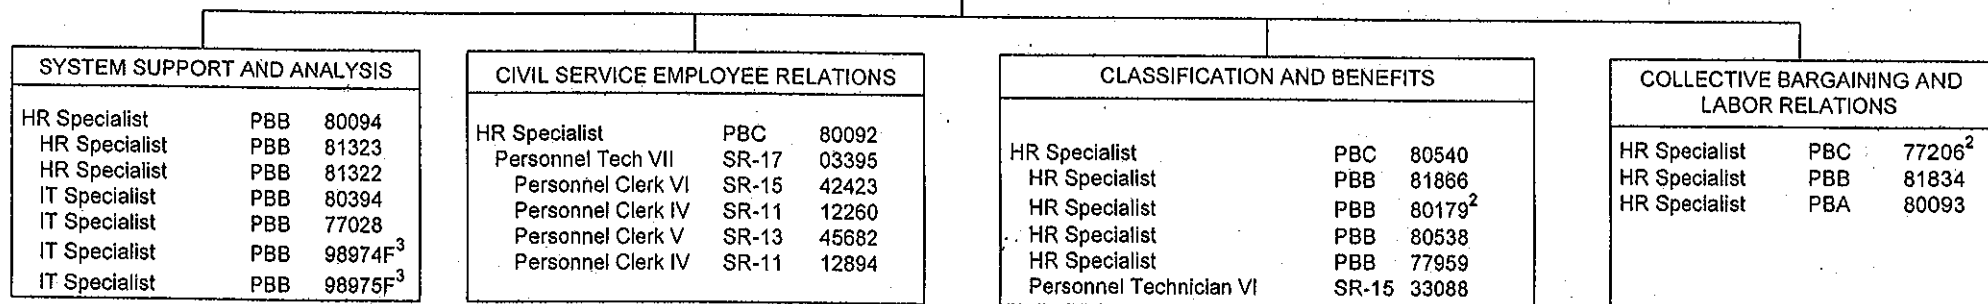 SYSTEM SUPPORT AND ANALYSIS
HR Specialist PBB 80094
HR Specialist PBB 81323
HR Specialist PBB 81322
IT Specialist PBB 80394
IT Specialist PBB 77028
IT Specialist PBB 98974F³
IT Specialist PBB 98975F³
CIVIL SERVICE EMPLOYEE RELATIONS
HR Specialist PBC 80092
Personnel Tech VII SR-17 03395
Personnel Clerk VI SR-15 42423
Personnel Clerk IV SR-11 12260
Personnel Clerk V SR-13 45682
Personnel Clerk IV SR-11 12894
CLASSIFICATION AND BENEFITS
HR Specialist PBC 80540
HR Specialist PBB 81866
HR Specialist PBB 80179²
HR Specialist PBB 80538
HR Specialist PBB 77959
Personnel Technician VI SR-15 33088
COLLECTIVE BARGAINING AND
LABOR RELATIONS
HR Specialist PBC 77206²
HR Specialist PBB 81834
HR Specialist PBA 80093